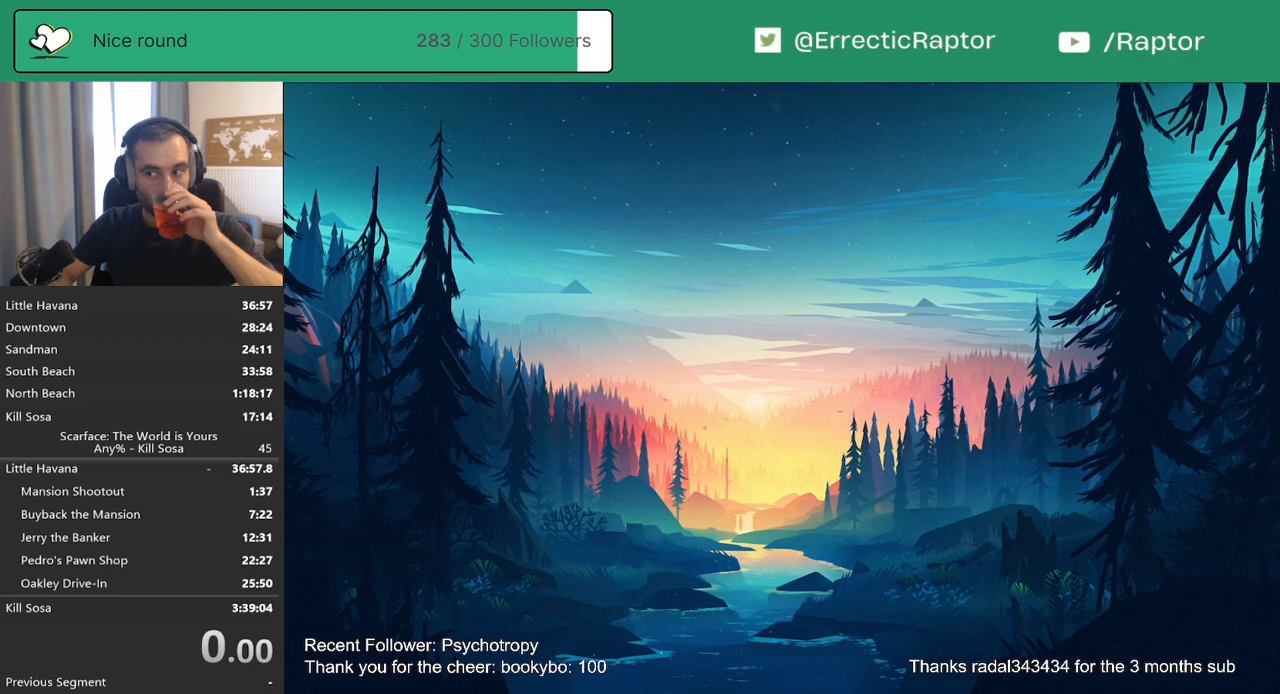 Nice round
283 / 300 Followers
@ErrecticRaptor
/Raptor
Map of the world
Little Havana 36:57
Downtown 28:24
Sandman 24:11
South Beach 33:58
North Beach 1:18:17
Kill Sosa 17:14
Scarface: The World is Yours
Any% - Kill Sosa 45
Little Havana - 36:57.8
Mansion Shootout 1:37
Buyback the Mansion 7:22
Jerry the Banker 12:31
Pedro's Pawn Shop 22:27
Oakley Drive-In 25:50
Kill Sosa 3:39:04
0.00
Previous Segment -
Recent Follower: Psychotropy
Thank you for the cheer: bookybo: 100
Thanks radal343434 for the 3 months sub